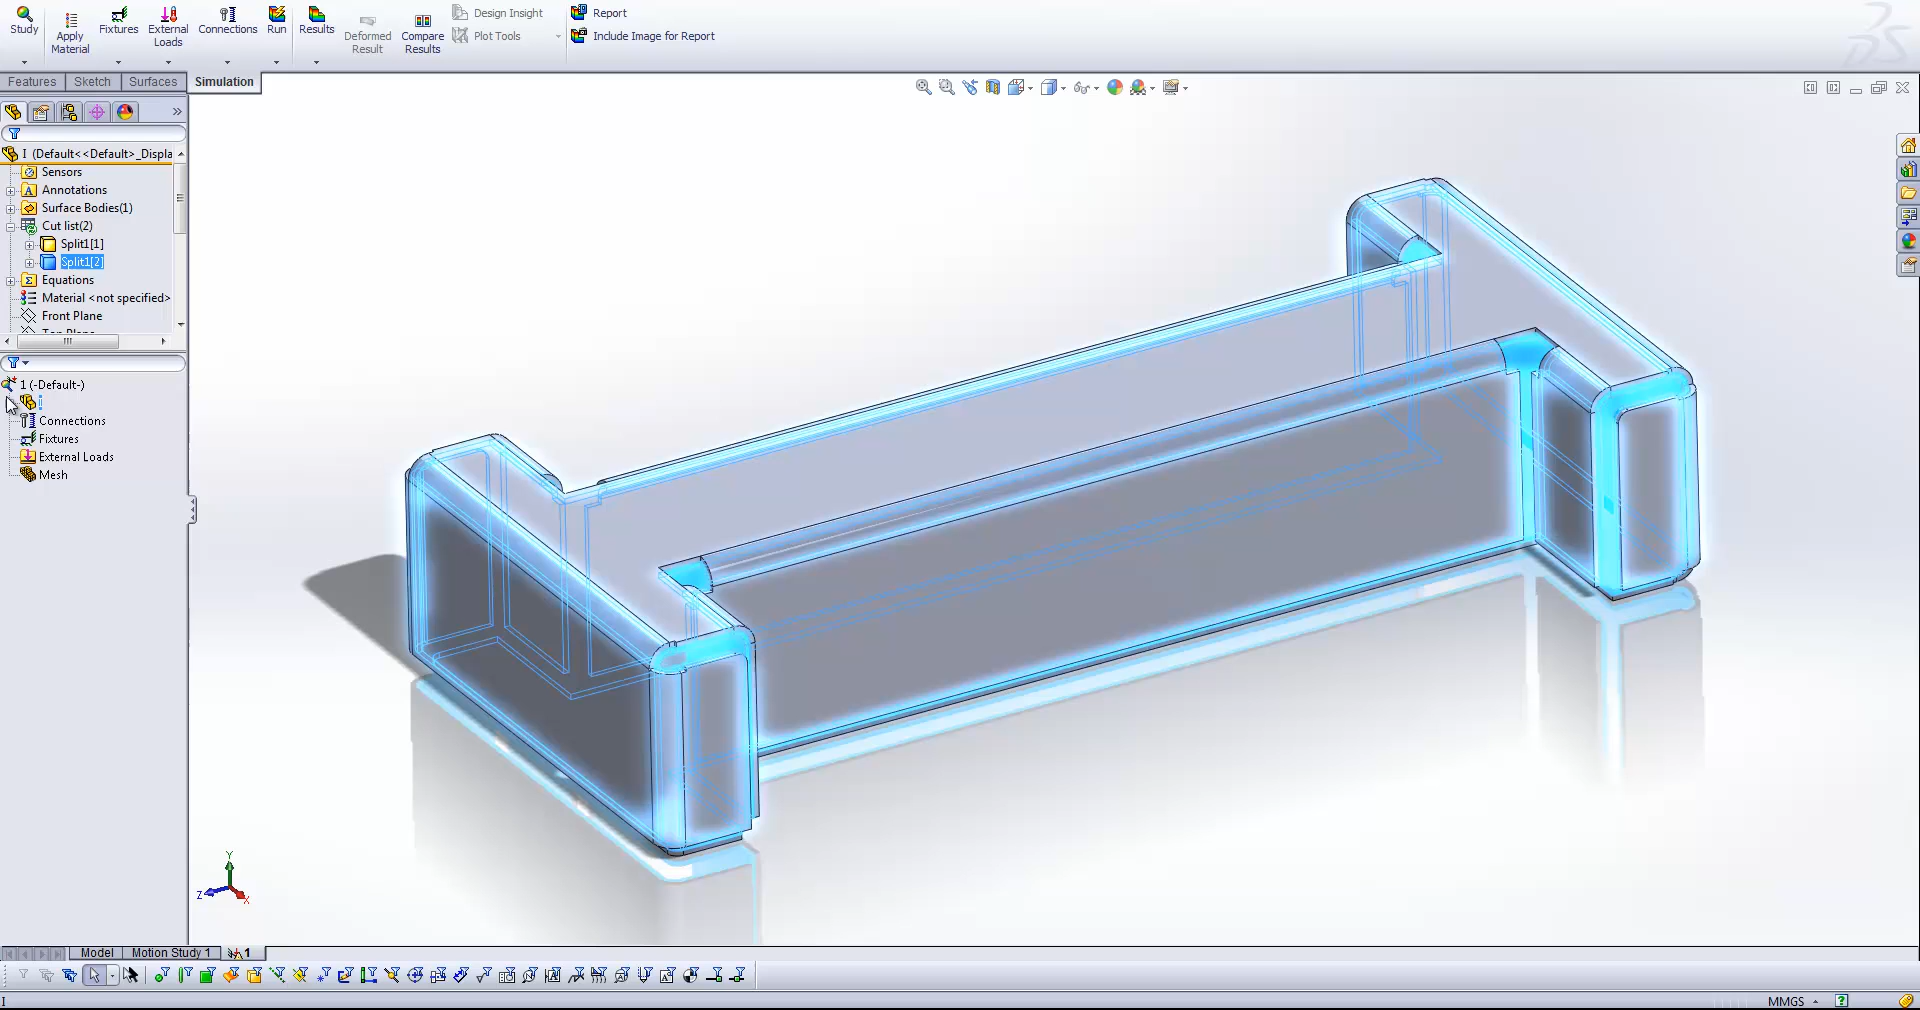 Study
Apply Material
Fixtures
External Loads
Connections
Run
Results
Deformed Result
Compare Results
Design Insight
Plot Tools
Report
Include Image for Report
Features
Sketch
Surfaces
Simulation
I (Default<<Default>_Displa
Sensors
Annotations
Surface Bodies(1)
Cut list(2)
Split1[1]
Split1[2]
Equations
Material <not specified>
Front Plane
1 (-Default-)
I
Connections
Fixtures
External Loads
Mesh
Y
Z
X
Model
Motion Study 1
1
I
MMGS